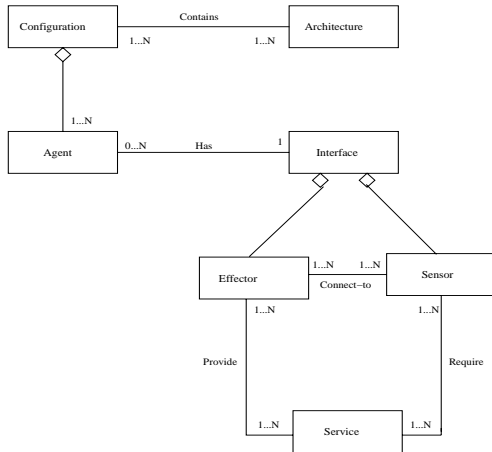 Configuration
Contains
Architecture
1...N
1...N
1...N
Agent
0...N
Has
1
Interface
Effector
1...N
1...N
Connect-to
Sensor
1...N
1...N
Provide
Require
1...N
Service
1...N